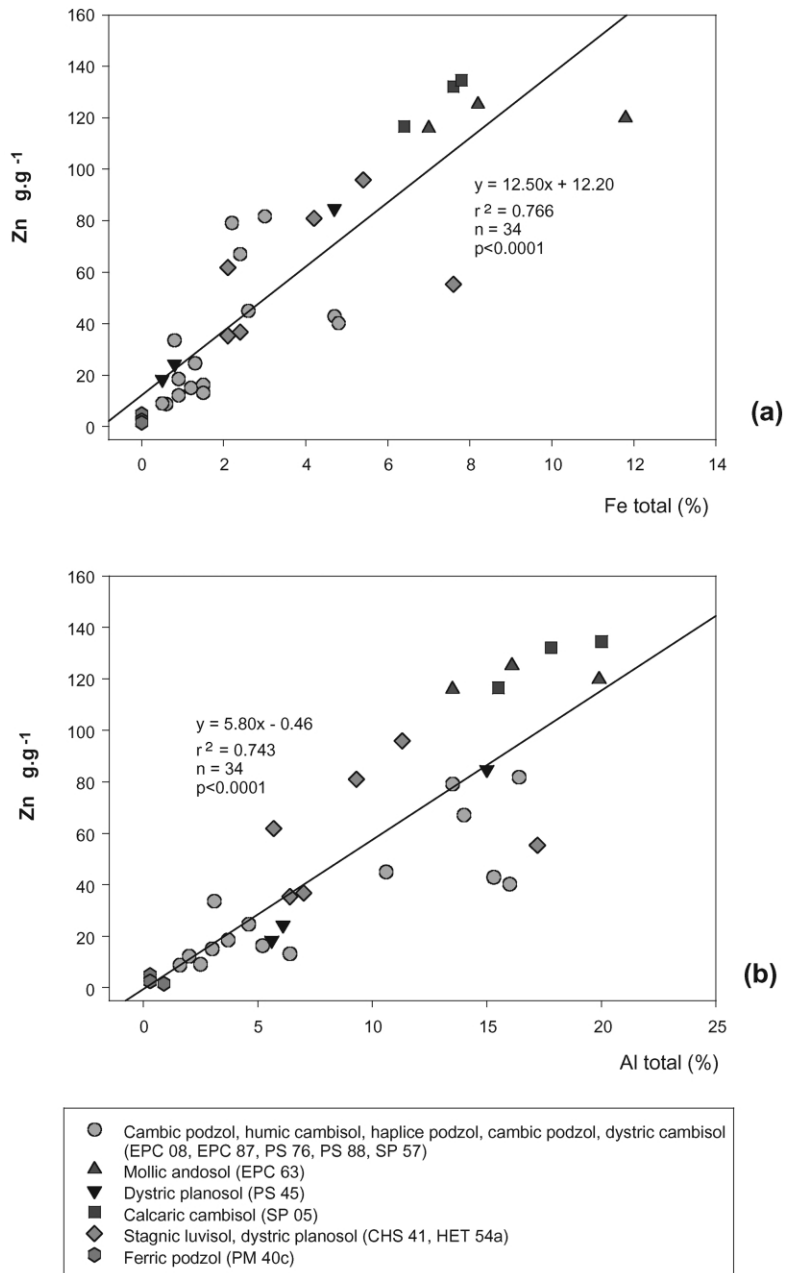 160
140
120
100
80
60
40
20
0
Zn g.g -1
y = 12.50x + 12.20
r 2 = 0.766
n = 34
p<0.0001
(a)
0 2 4 6 8 10 12 14
Fe total (%)
160
140
120
100
80
60
40
20
0
Zn g.g -1
y = 5.80x - 0.46
r 2 = 0.743
n = 34
p<0.0001
(b)
0 5 10 15 20 25
Al total (%)
Cambic podzol, humic cambisol, haplice podzol, cambic podzol, dystric cambisol
(EPC 08, EPC 87, PS 76, PS 88, SP 57)
Mollic andosol (EPC 63)
Dystric planosol (PS 45)
Calcaric cambisol (SP 05)
Stagnic luvisol, dystric planosol (CHS 41, HET 54a)
Ferric podzol (PM 40c)